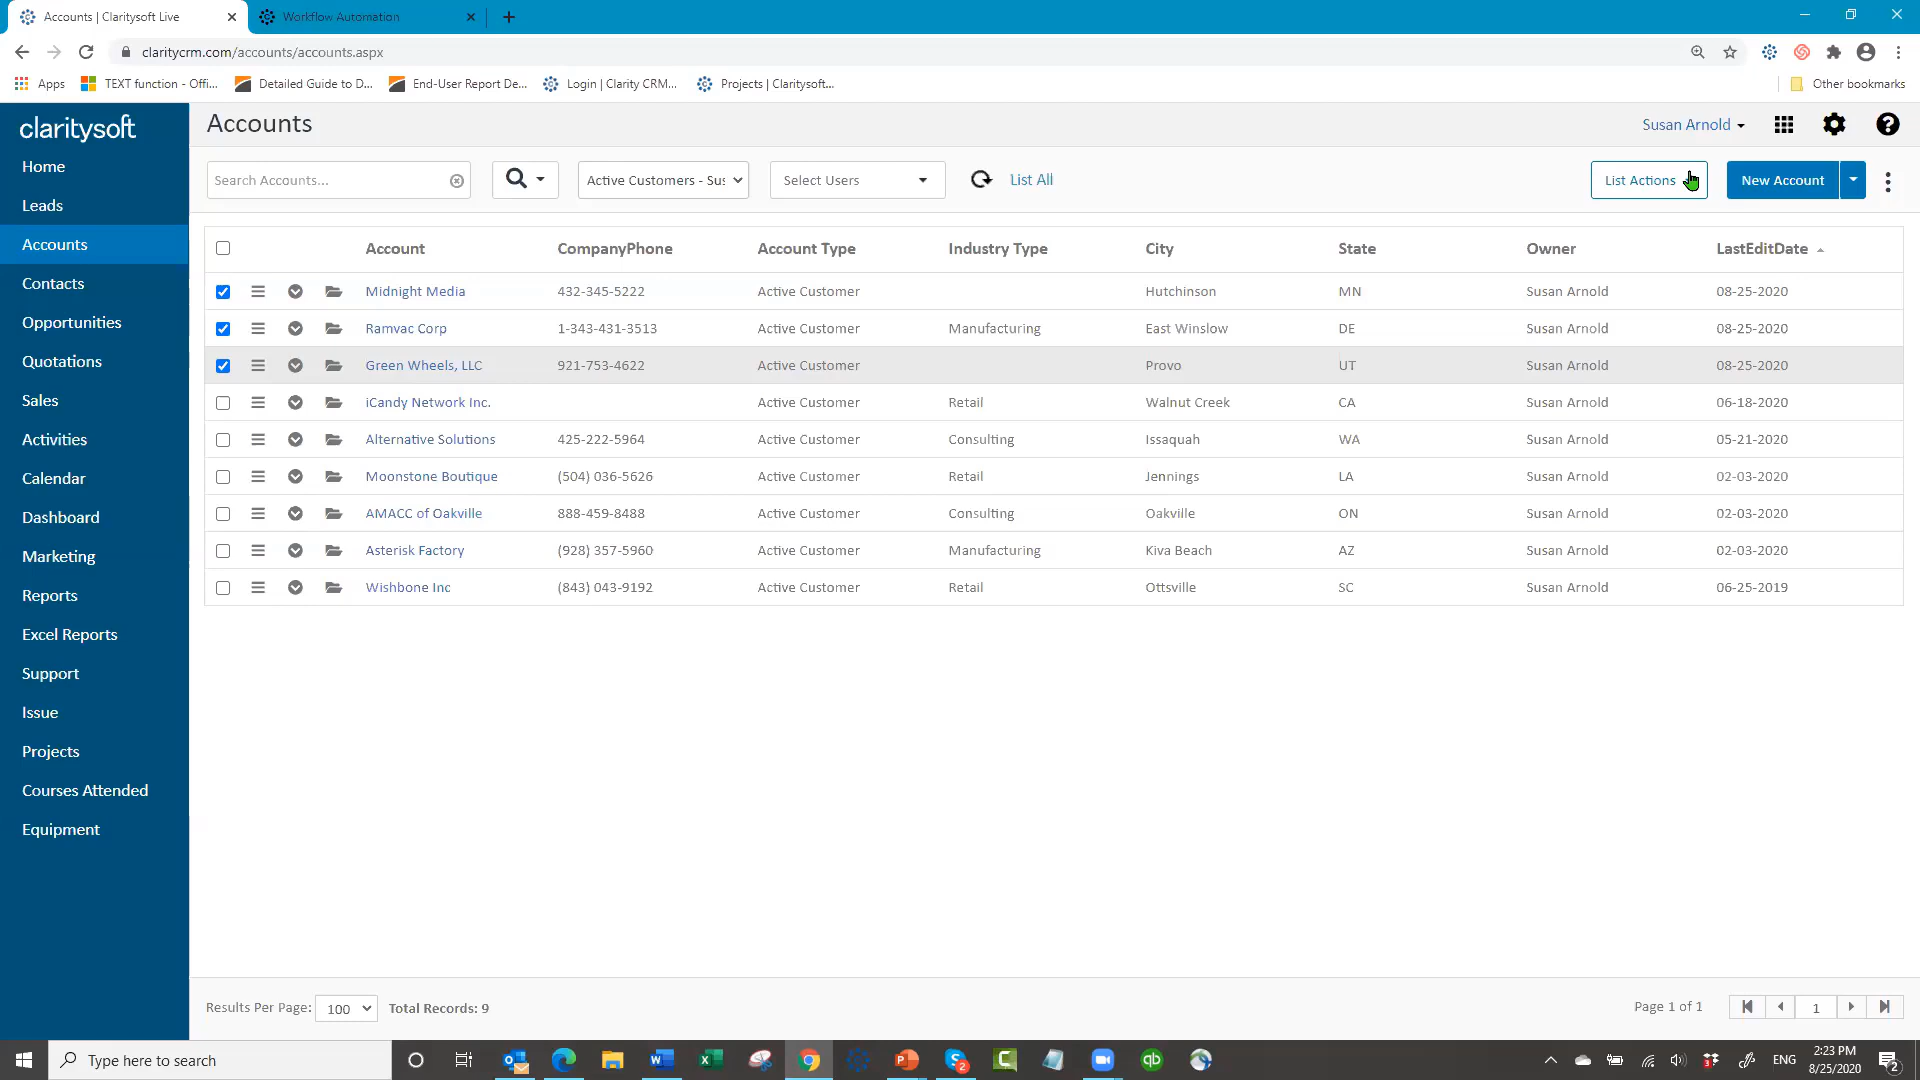 Accounts | Claritysoft Live
Workflow Automation
claritycrm.com/accounts/accounts.aspx
Apps
TEXT function - Offi...
Detailed Guide to D...
End-User Report De...
Login | Clarity CRM...
Projects | Claritysoft...
Other bookmarks
claritysoft
Home
Leads
Accounts
Contacts
Opportunities
Quotations
Sales
Activities
Calendar
Dashboard
Marketing
Reports
Excel Reports
Support
Issue
Projects
Courses Attended
Equipment
Accounts
Susan Arnold
Search Accounts...
Active Customers - Sus
Select Users
List All
List Actions
New Account
Account CompanyPhone Account Type Industry Type City State Owner LastEditDate
Midnight Media 432-345-5222 Active Customer Hutchinson MN Susan Arnold 08-25-2020
Ramvac Corp 1-343-431-3513 Active Customer Manufacturing East Winslow DE Susan Arnold 08-25-2020
Green Wheels, LLC 921-753-4622 Active Customer Provo UT Susan Arnold 08-25-2020
iCandy Network Inc. Active Customer Retail Walnut Creek CA Susan Arnold 06-18-2020
Alternative Solutions 425-222-5964 Active Customer Consulting Issaquah WA Susan Arnold 05-21-2020
Moonstone Boutique (504) 036-5626 Active Customer Retail Jennings LA Susan Arnold 02-03-2020
AMACC of Oakville 888-459-8488 Active Customer Consulting Oakville ON Susan Arnold 02-03-2020
Asterisk Factory (928) 357-5960 Active Customer Manufacturing Kiva Beach AZ Susan Arnold 02-03-2020
Wishbone Inc (843) 043-9192 Active Customer Retail Ottsville SC Susan Arnold 06-25-2019
Results Per Page: 100 Total Records: 9
Page 1 of 1
1
Type here to search
ENG
2:23 PM
8/25/2020
2